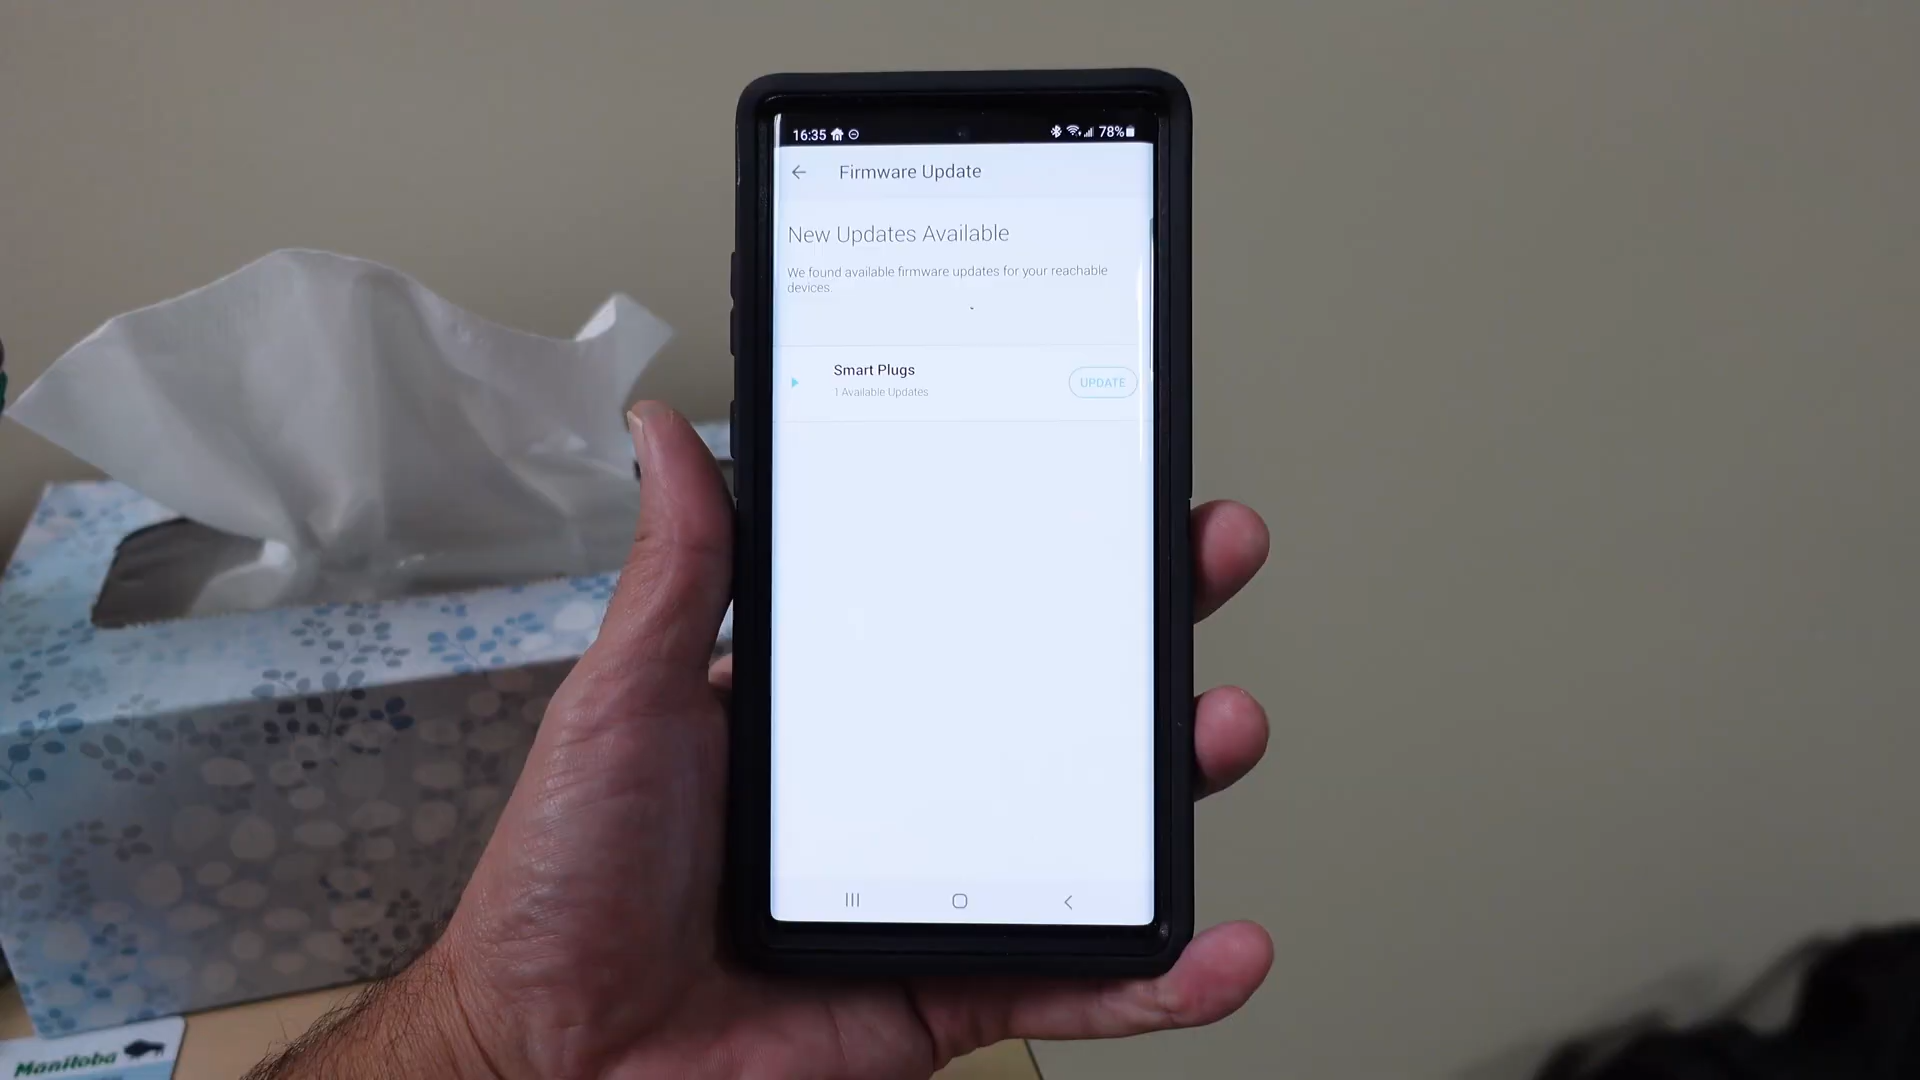 16:35
78%
Firmware Update
New Updates Available
We found available firmware updates for your reachable
devices.
Smart Plugs
1 Available Updates
UPDATE
Manitoba